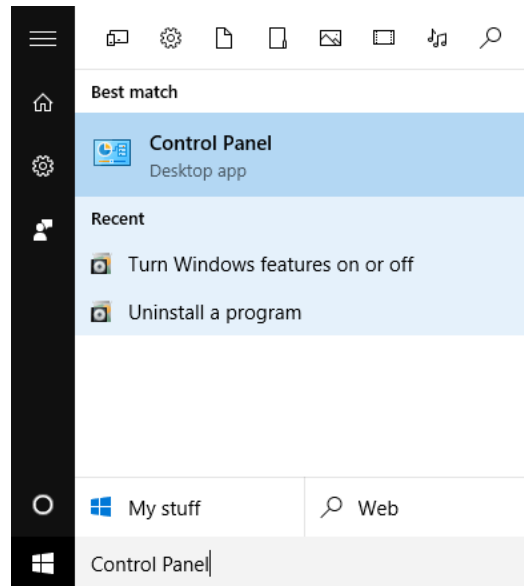 Best match
Control Panel
Desktop app
Recent
Turn Windows features on or off
Uninstall a program
My stuff
Web
Control Panel